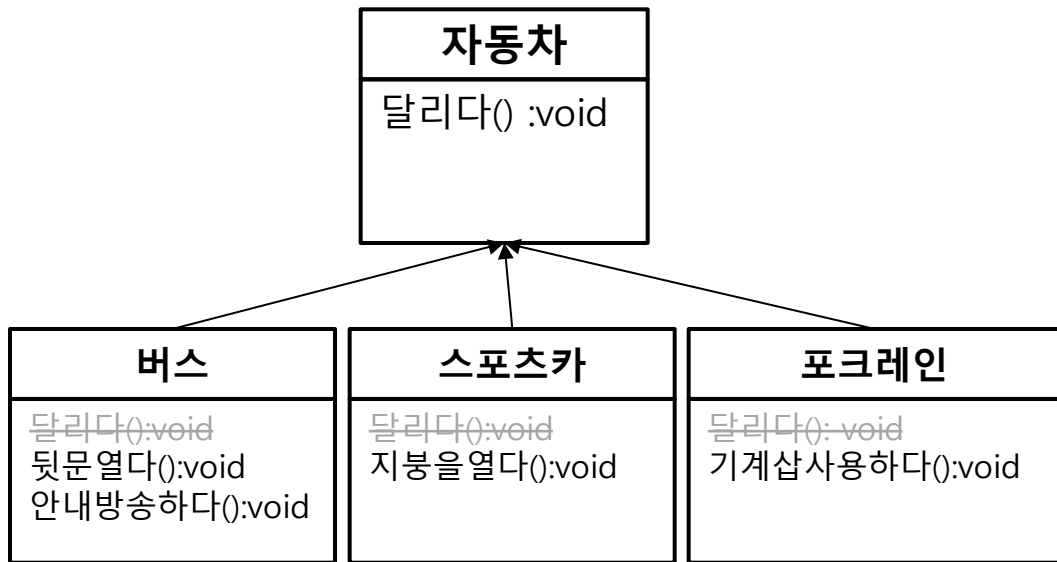 자동차
달리다() :void
버스
달리다():void
뒷문열다():void
안내방송하다():void
스포츠카
달리다():void
지붕을열다():void
포크레인
달리다(): void
기계삽사용하다():void